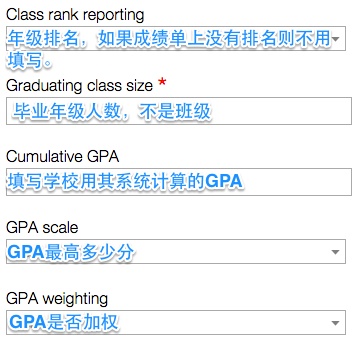 Class rank reporting
年级排名，如果成绩单上没有排名则不用
填写。
Graduating class size *
毕业年级人数，不是班级
Cumulative GPA
填写学校用其系统计算的GPA
GPA scale
GPA最高多少分
GPA weighting
GPA是否加权